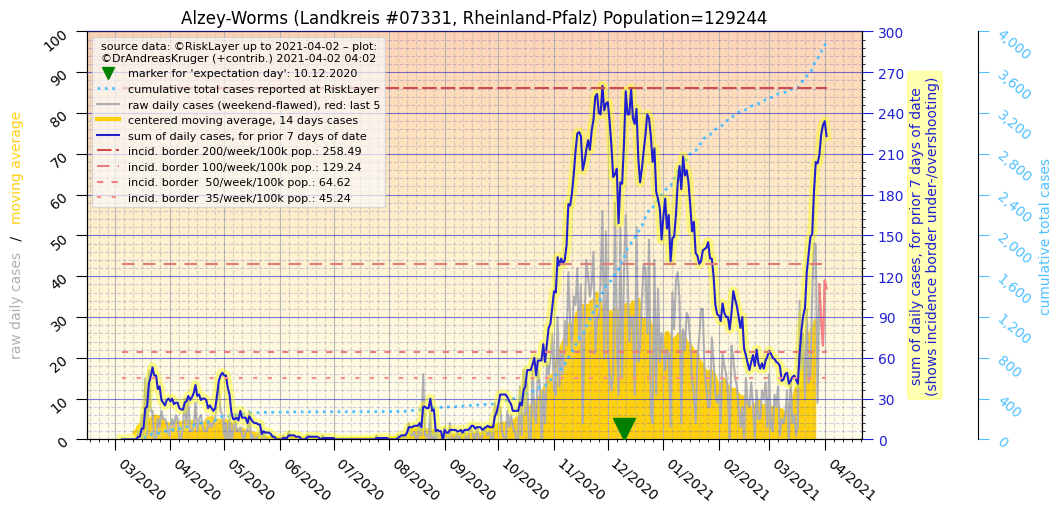 Alzey-Worms (Landkreis #07331, Rheinland-Pfalz) Population=129244
source data: ©RiskLayer up to 2021-04-02 – plot:
©DrAndreasKruger (+contrib.) 2021-04-02 04:02
marker for 'expectation day': 10.12.2020
cumulative total cases reported at RiskLayer
raw daily cases (weekend-flawed), red: last 5
centered moving average, 14 days cases
sum of daily cases, for prior 7 days of date
incid. border 200/week/100k pop.: 258.49
incid. border 100/week/100k pop.: 129.24
incid. border  50/week/100k pop.: 64.62
incid. border  35/week/100k pop.: 45.24
raw daily cases / moving average
100
90
80
70
60
50
40
30
20
10
0
03/2020
04/2020
05/2020
06/2020
07/2020
08/2020
09/2020
10/2020
11/2020
12/2020
01/2021
02/2021
03/2021
04/2021
300
270
240
210
180
150
120
90
60
30
0
sum of daily cases, for prior 7 days of date
(shows incidence border under-/overshooting)
4,000
3,600
3,200
2,800
2,400
2,000
1,600
1,200
800
400
0
cumulative total cases